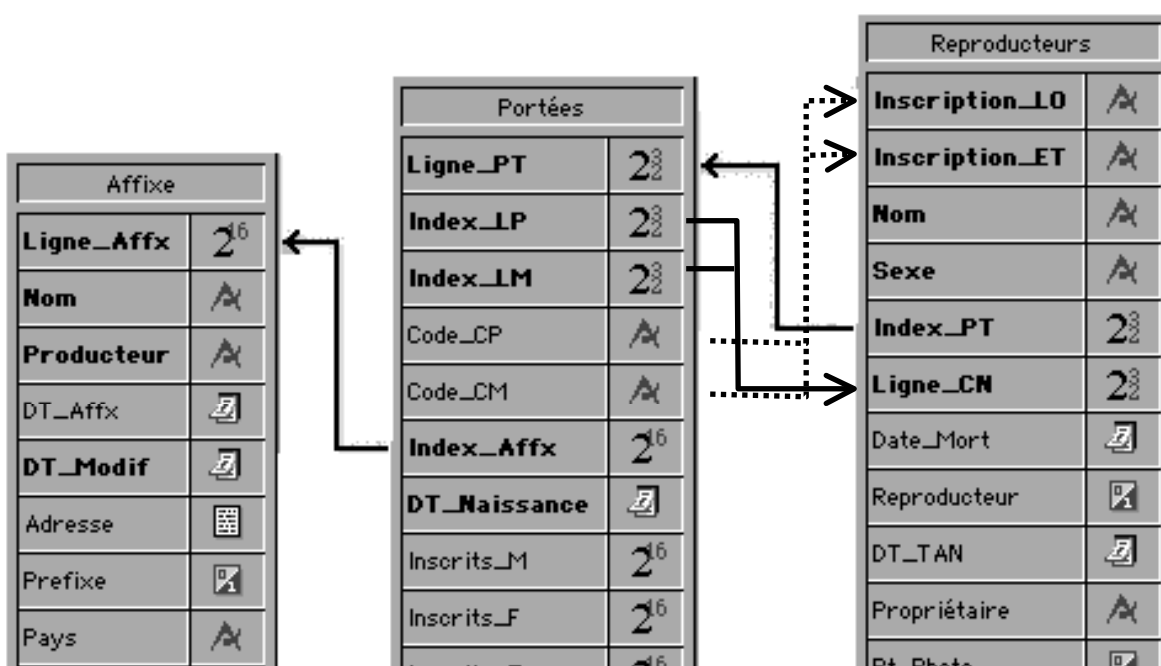 Reproducteurs
Inscription_LO
Inscription_ET
Nom
Sexe
Index_PT
Ligne_CN
Date_Mort
Reproducteur
DT_TAN
Propriétaire
Portées
Ligne_PT
Index_LP
Index_LM
Code_CP
Code_CM
Index_Affx
DT_Naissance
Inscrits_M
Inscrits_F
Affixe
Ligne_Affx
Nom
Producteur
DT_Affx
DT_Modif
Adresse
Prefixe
Pays